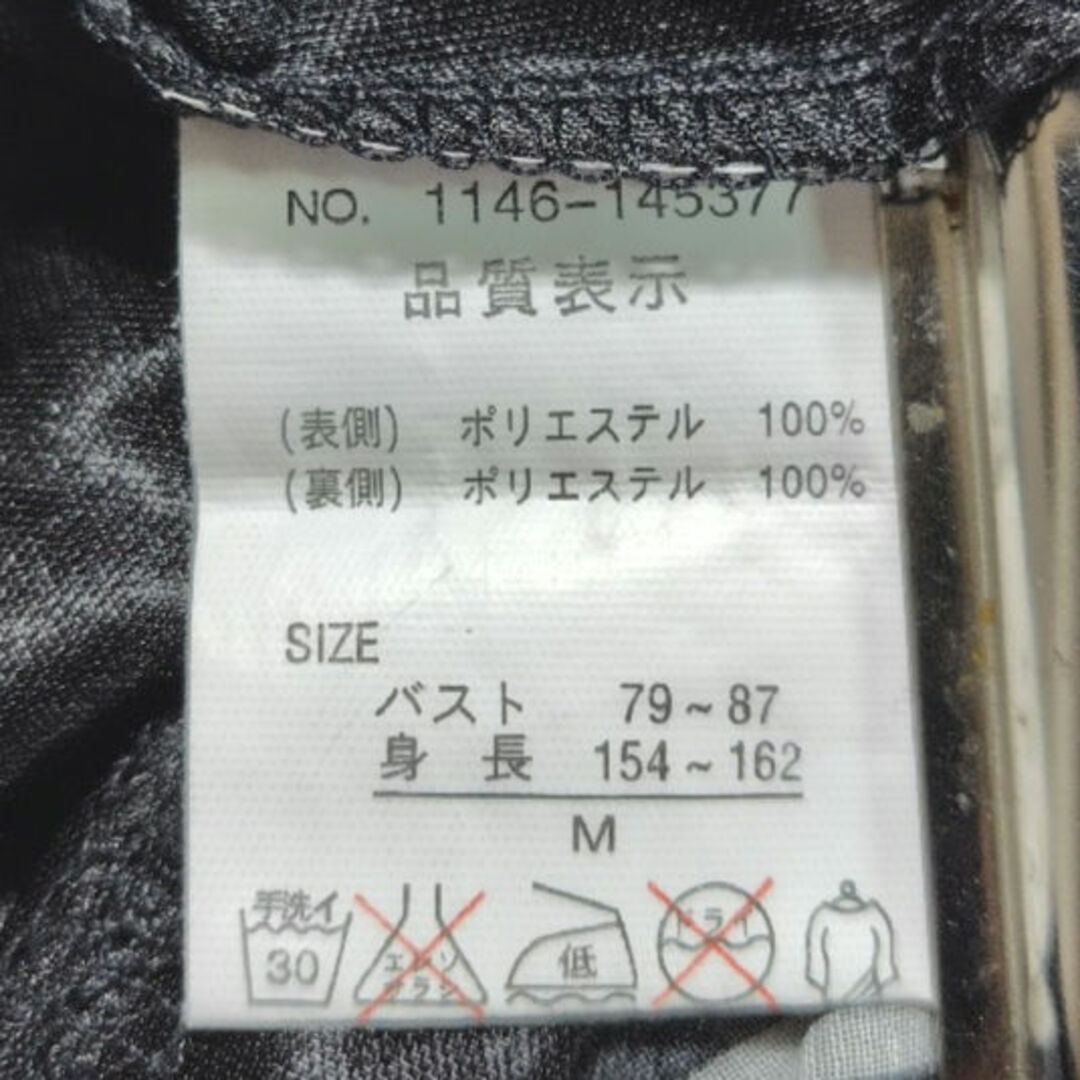 NO. 1146-145377
品質表示
(表側) ポリエステル 100%
(裏側) ポリエステル 100%
SIZE
バスト 79~87
身 長 154~162
M
手洗イ
30
エンソ
サラシ
低
ドライ